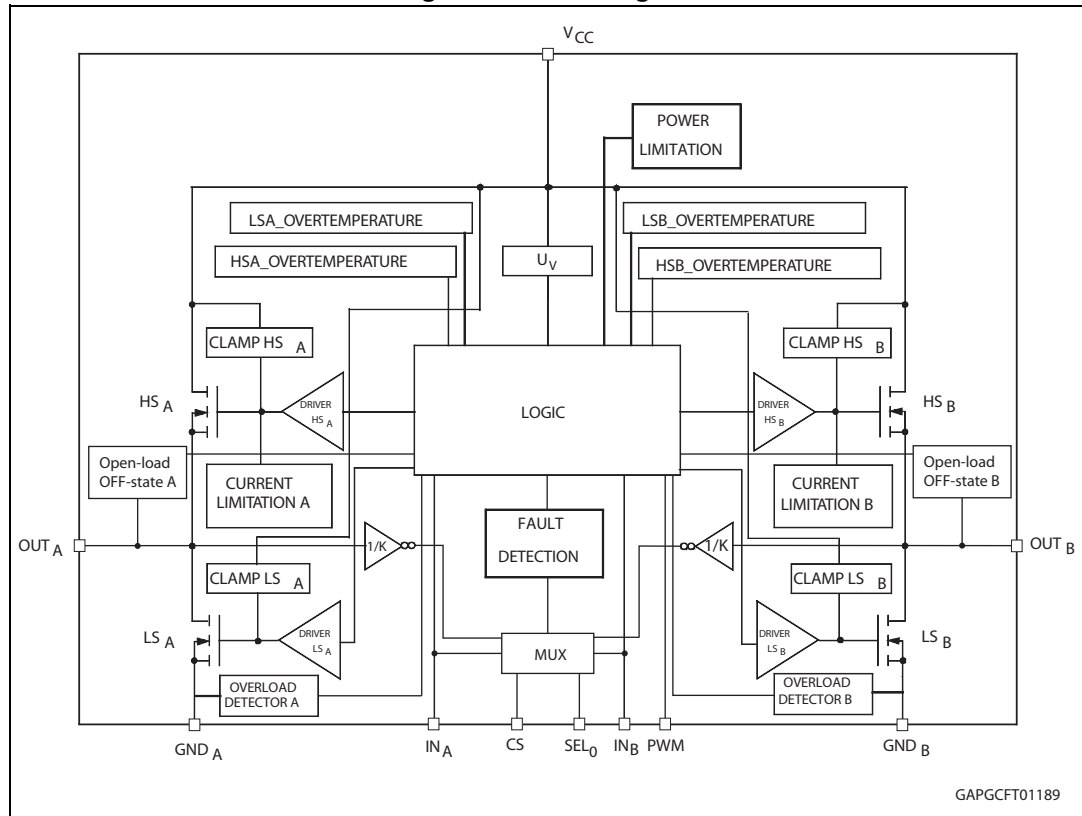 V CC
POWER
LIMITATION
LSA_OVERTEMPERATURE
LSB_OVERTEMPERATURE
HSA_OVERTEMPERATURE
U V
HSB_OVERTEMPERATURE
CLAMP HS A
CLAMP HS B
HS A
DRIVER
HS A
LOGIC
DRIVER
HS B
HS B
Open-load
OFF-state A
CURRENT
LIMITATION A
CURRENT
LIMITATION B
Open-load
OFF-state B
FAULT
DETECTION
OUT A
1/K
1/K
OUT B
CLAMP LS A
CLAMP LS B
LS A
DRIVER
LS A
MUX
DRIVER
LS B
LS B
OVERLOAD
DETECTOR A
OVERLOAD
DETECTOR B
GND A
IN A
CS
SEL 0
IN B
PWM
GND B
GAPGCFT01189